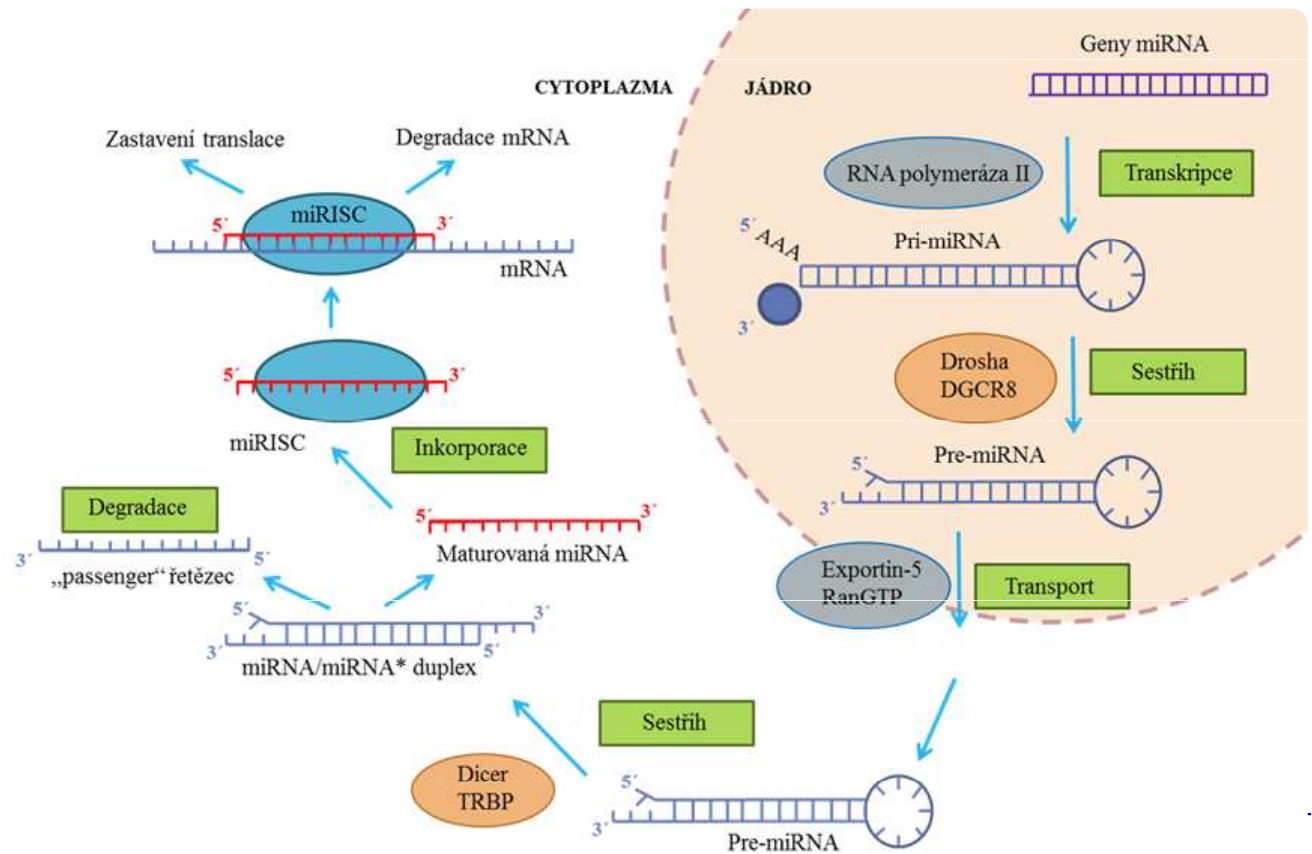 Geny miRNA
CYTOPLAZMA
JÁDRO
Zastavení translace
Degradace mRNA
RNA polymeráza II
Transkripce
miRISC
5´
3´
mRNA
5´
AAA
Pri-miRNA
3´
Drosha
DGCR8
Sestřih
5´
3´
miRISC
Inkorporace
Pre-miRNA
5´
3´
Degradace
3´
5´
„passenger“ řetězec
5´
3´
Maturovaná miRNA
Exportin-5
RanGTP
Transport
5´
3´
3´
5´
miRNA/miRNA* duplex
Sestřih
Dicer
TRBP
5´
3´
Pre-miRNA